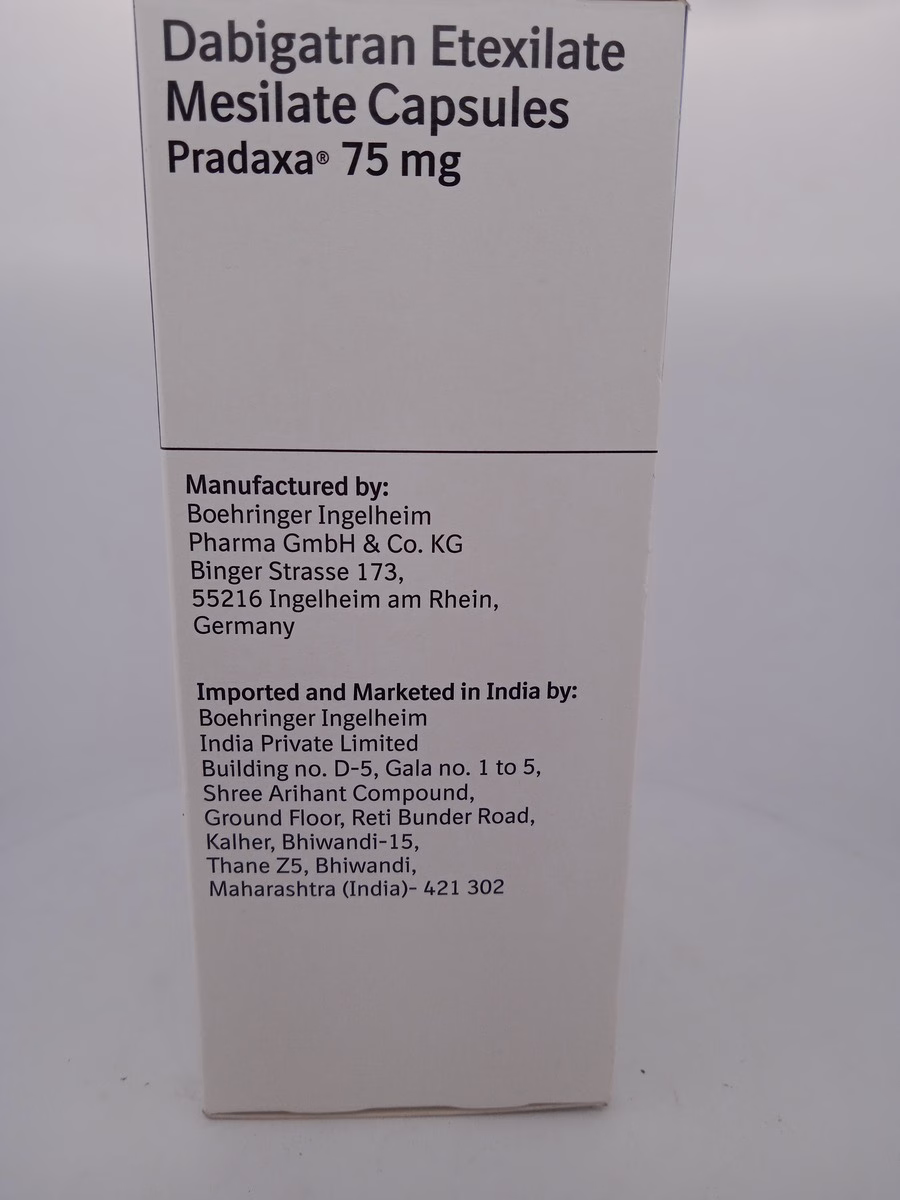 Dabigatran Etexilate
Mesilate Capsules
Pradaxa® 75 mg
Manufactured by:
Boehringer Ingelheim
Pharma GmbH & Co. KG
Binger Strasse 173,
55216 Ingelheim am Rhein,
Germany
Imported and Marketed in India by:
Boehringer Ingelheim
India Private Limited
Building no. D-5, Gala no. 1 to 5,
Shree Arihant Compound,
Ground Floor, Reti Bunder Road,
Kalher, Bhiwandi-15,
Thane Z5, Bhiwandi,
Maharashtra (India)- 421 302